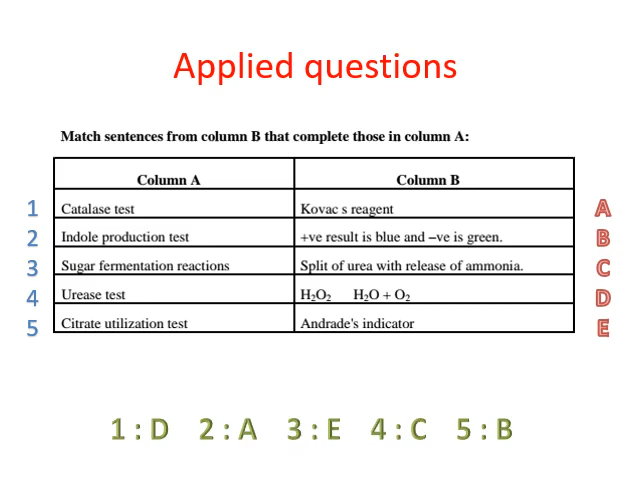 Applied questions
Match sentences from column B that complete those in column A:
Column A Column B
1 Catalase test Kovac s reagent A
2 Indole production test +ve result is blue and –ve is green. B
3 Sugar fermentation reactions Split of urea with release of ammonia. C
4 Urease test H₂O₂ H₂O + O₂ D
5 Citrate utilization test Andrade's indicator E
1 : D 2 : A 3 : E 4 : C 5 : B